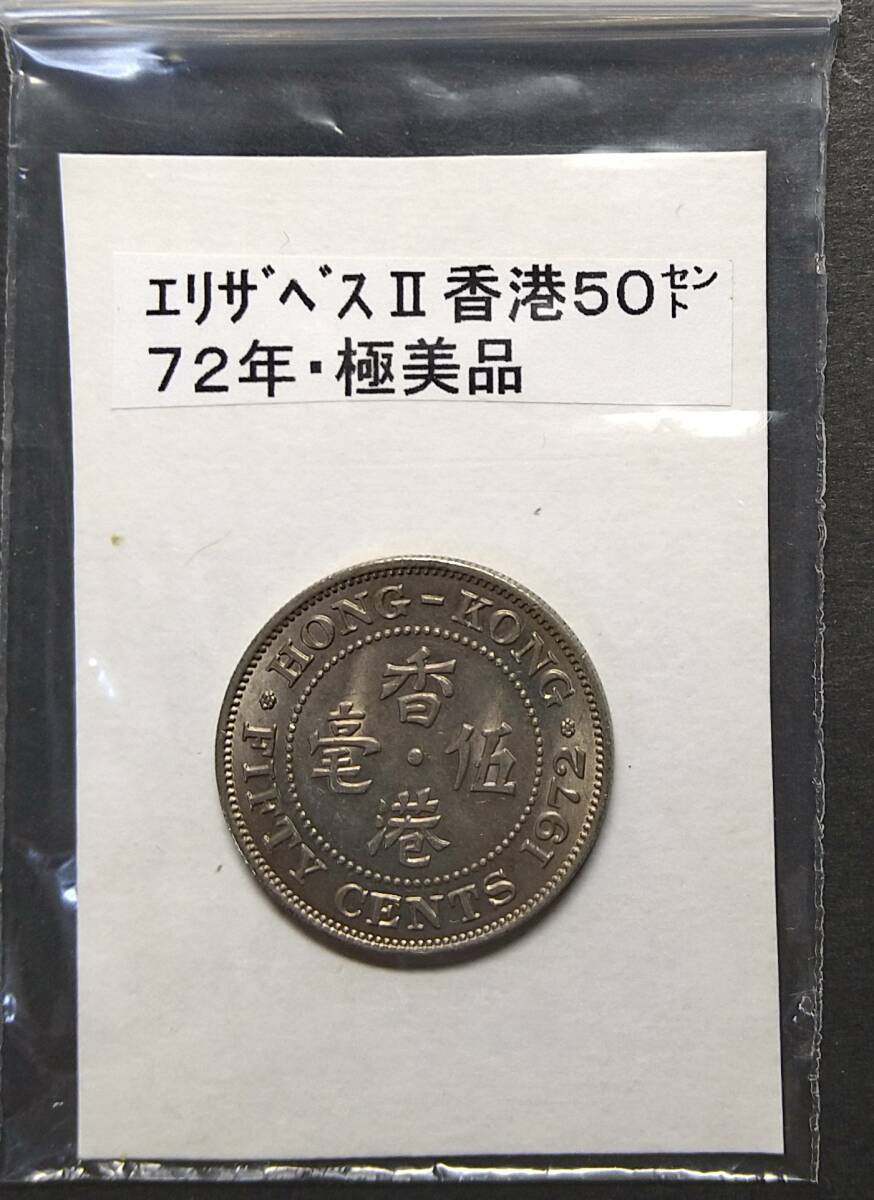 ｴﾘｻﾞﾍﾞｽⅡ香港50㌣
72年・極美品
HONG-KONG
香港
伍毫
FIFTY CENTS 1972